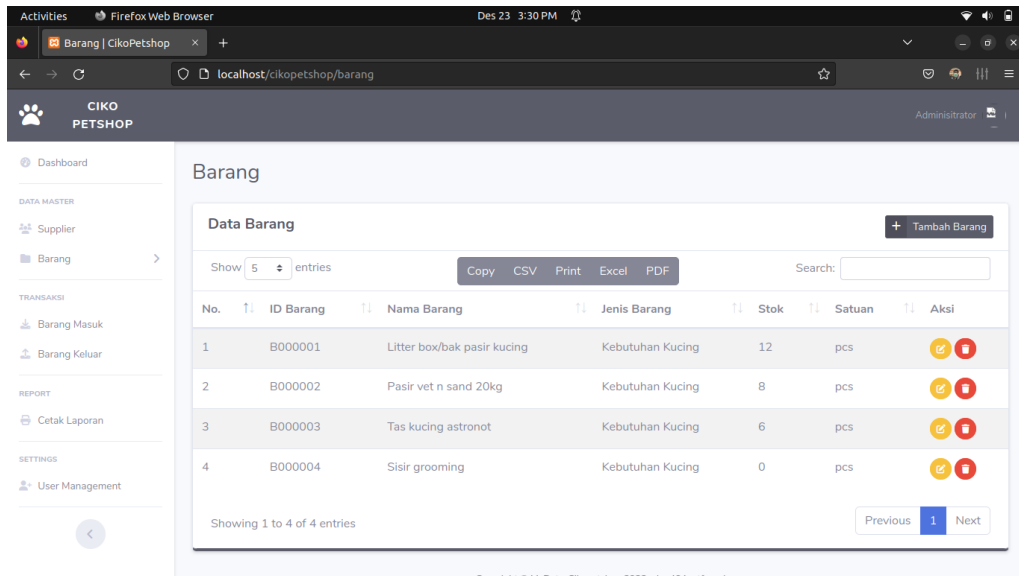 Activities Firefox Web Browser Des 23 3:30 PM
Barang | CikoPetshop
localhost/cikopetshop/barang
CIKO
PETSHOP
Adminisitrator
Dashboard
DATA MASTER
Supplier
Barang
TRANSAKSI
Barang Masuk
Barang Keluar
REPORT
Cetak Laporan
SETTINGS
User Management
Barang
Data Barang
Tambah Barang
Show 5 entries
Copy CSV Print Excel PDF
Search:
No. ID Barang Nama Barang Jenis Barang Stok Satuan Aksi
1 B000001 Litter box/bak pasir kucing Kebutuhan Kucing 12 pcs
2 B000002 Pasir vet n sand 20kg Kebutuhan Kucing 8 pcs
3 B000003 Tas kucing astronot Kebutuhan Kucing 6 pcs
4 B000004 Sisir grooming Kebutuhan Kucing 0 pcs
Showing 1 to 4 of 4 entries
Previous 1 Next